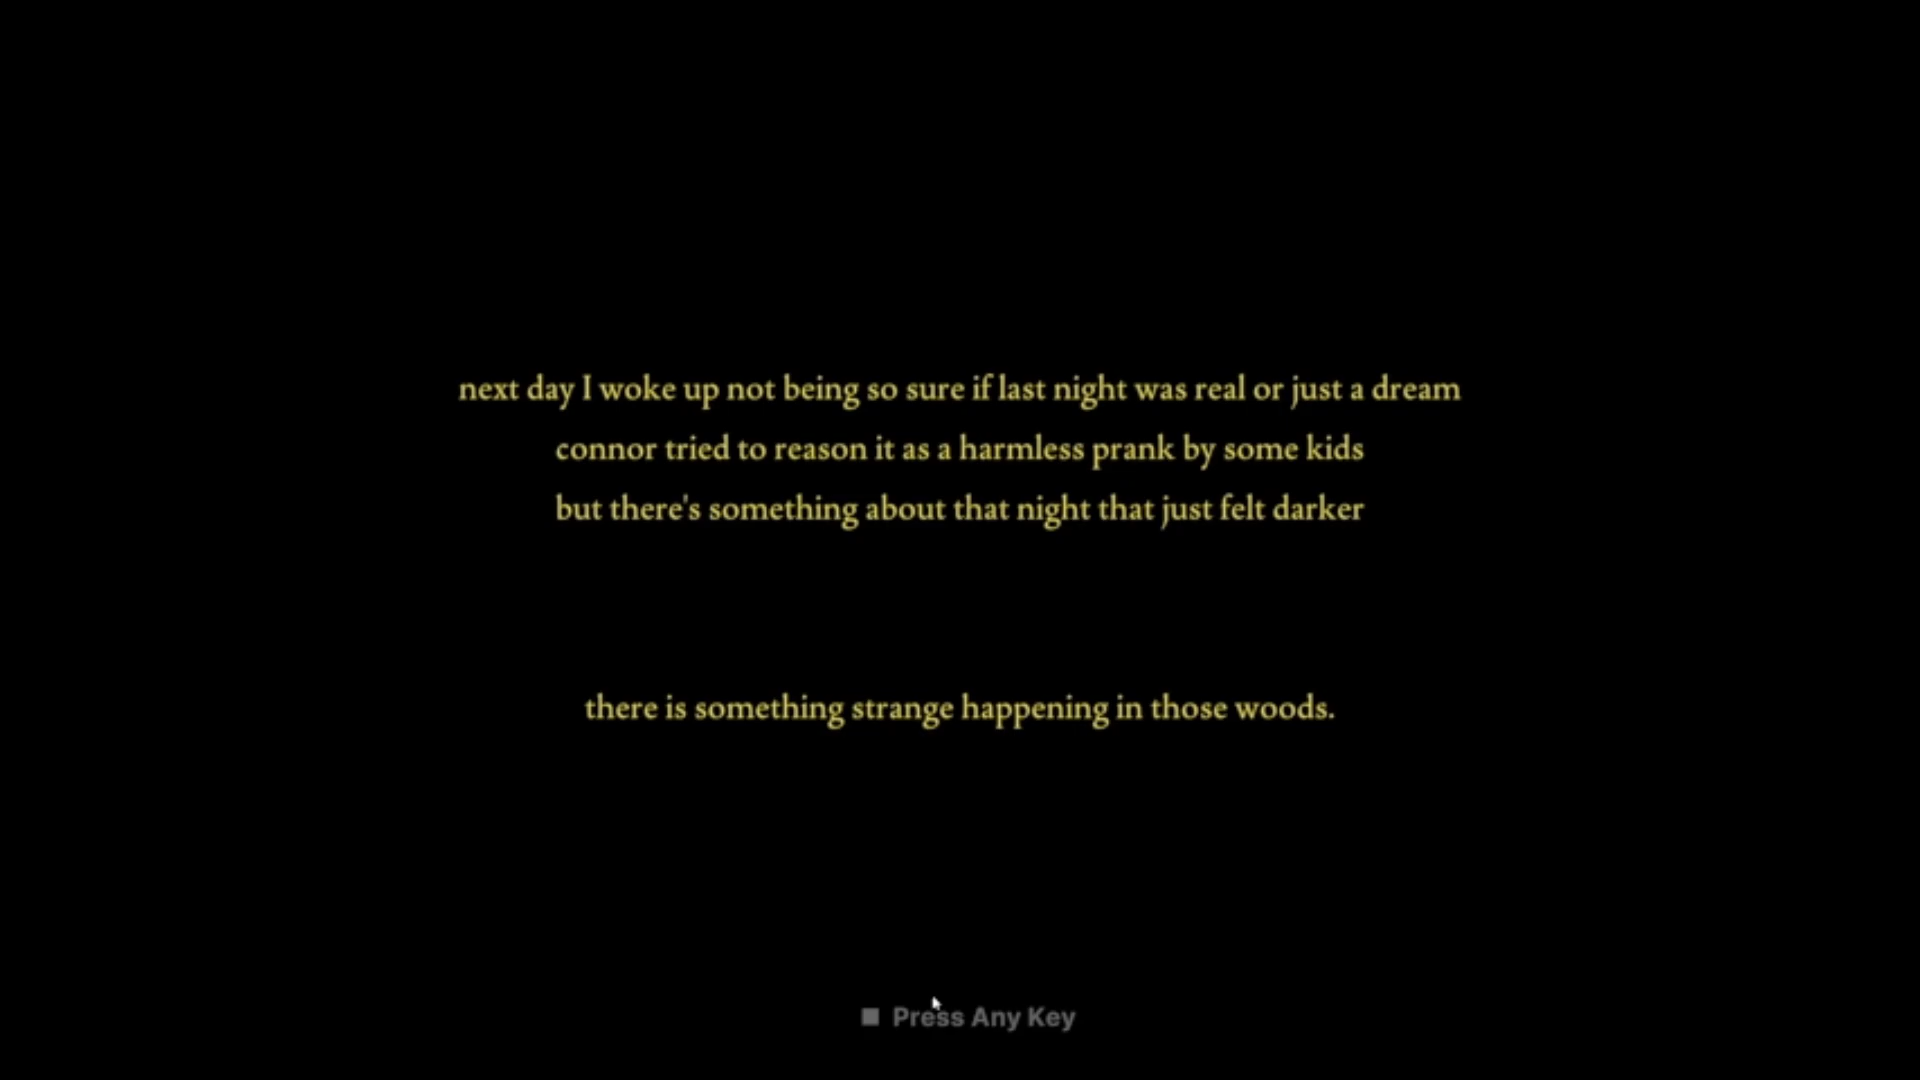 next day I woke up not being so sure if last night was real or just a dream
connor tried to reason it as a harmless prank by some kids
but there's something about that night that just felt darker
there is something strange happening in those woods.
Press Any Key